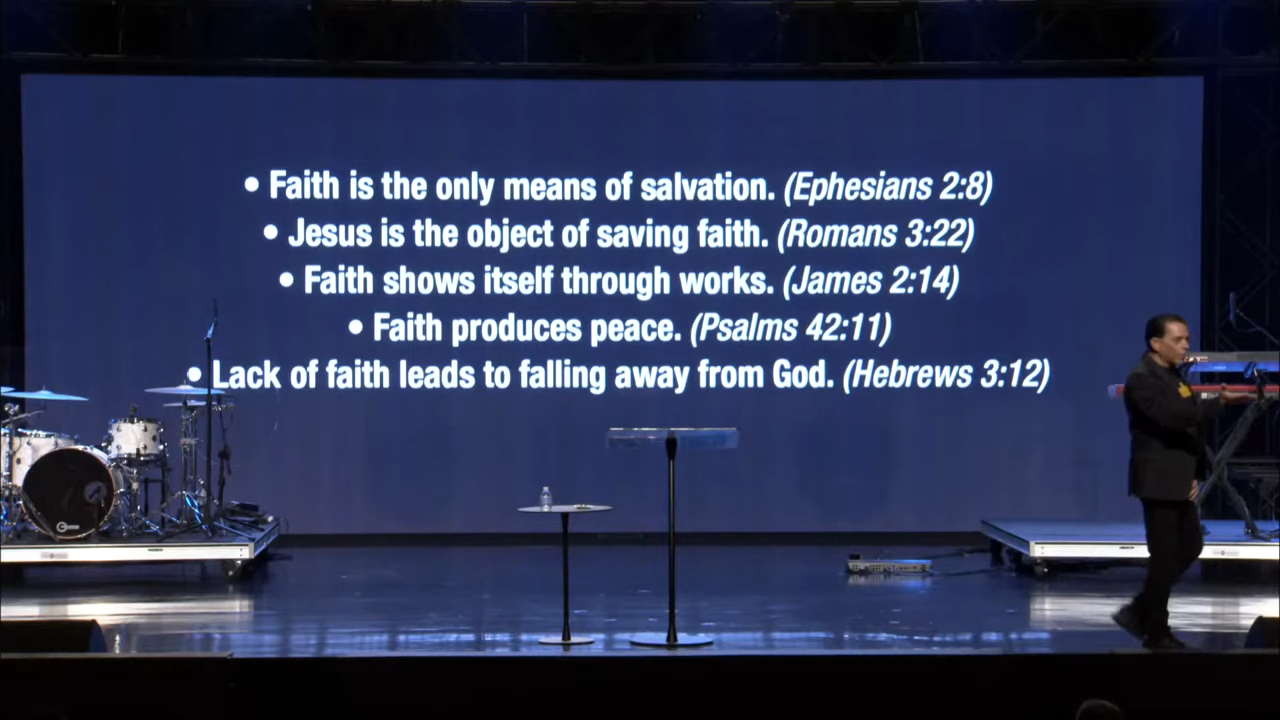 • Faith is the only means of salvation. (Ephesians 2:8)
• Jesus is the object of saving faith. (Romans 3:22)
• Faith shows itself through works. (James 2:14)
• Faith produces peace. (Psalms 42:11)
• Lack of faith leads to falling away from God. (Hebrews 3:12)